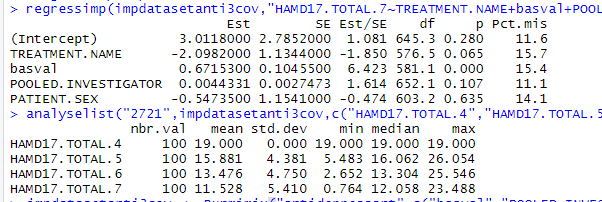 > regressimp(impdatasetanti3cov,"HAMD17.TOTAL.7~TREATMENT.NAME+basval+POOL
Est SE Est/SE df p Pct.mis
(Intercept) 3.0118000 2.7852000 1.081 645.3 0.280 11.6
TREATMENT.NAME -2.0982000 1.1344000 -1.850 576.5 0.065 15.7
basval 0.6715300 0.1045500 6.423 581.1 0.000 15.4
POOLED.INVESTIGATOR 0.0044331 0.0027473 1.614 652.1 0.107 11.1
PATIENT.SEX -0.5473500 1.1541000 -0.474 603.2 0.635 14.1
> analyselist("2721",impdatasetanti3cov,c("HAMD17.TOTAL.4","HAMD17.TOTAL.5
nbr.val mean std.dev min median max
HAMD17.TOTAL.4 100 19.000 0.000 19.000 19.000 19.000
HAMD17.TOTAL.5 100 15.881 4.381 5.483 16.062 26.054
HAMD17.TOTAL.6 100 13.476 4.750 2.652 13.304 25.546
HAMD17.TOTAL.7 100 11.528 5.410 0.764 12.058 23.488